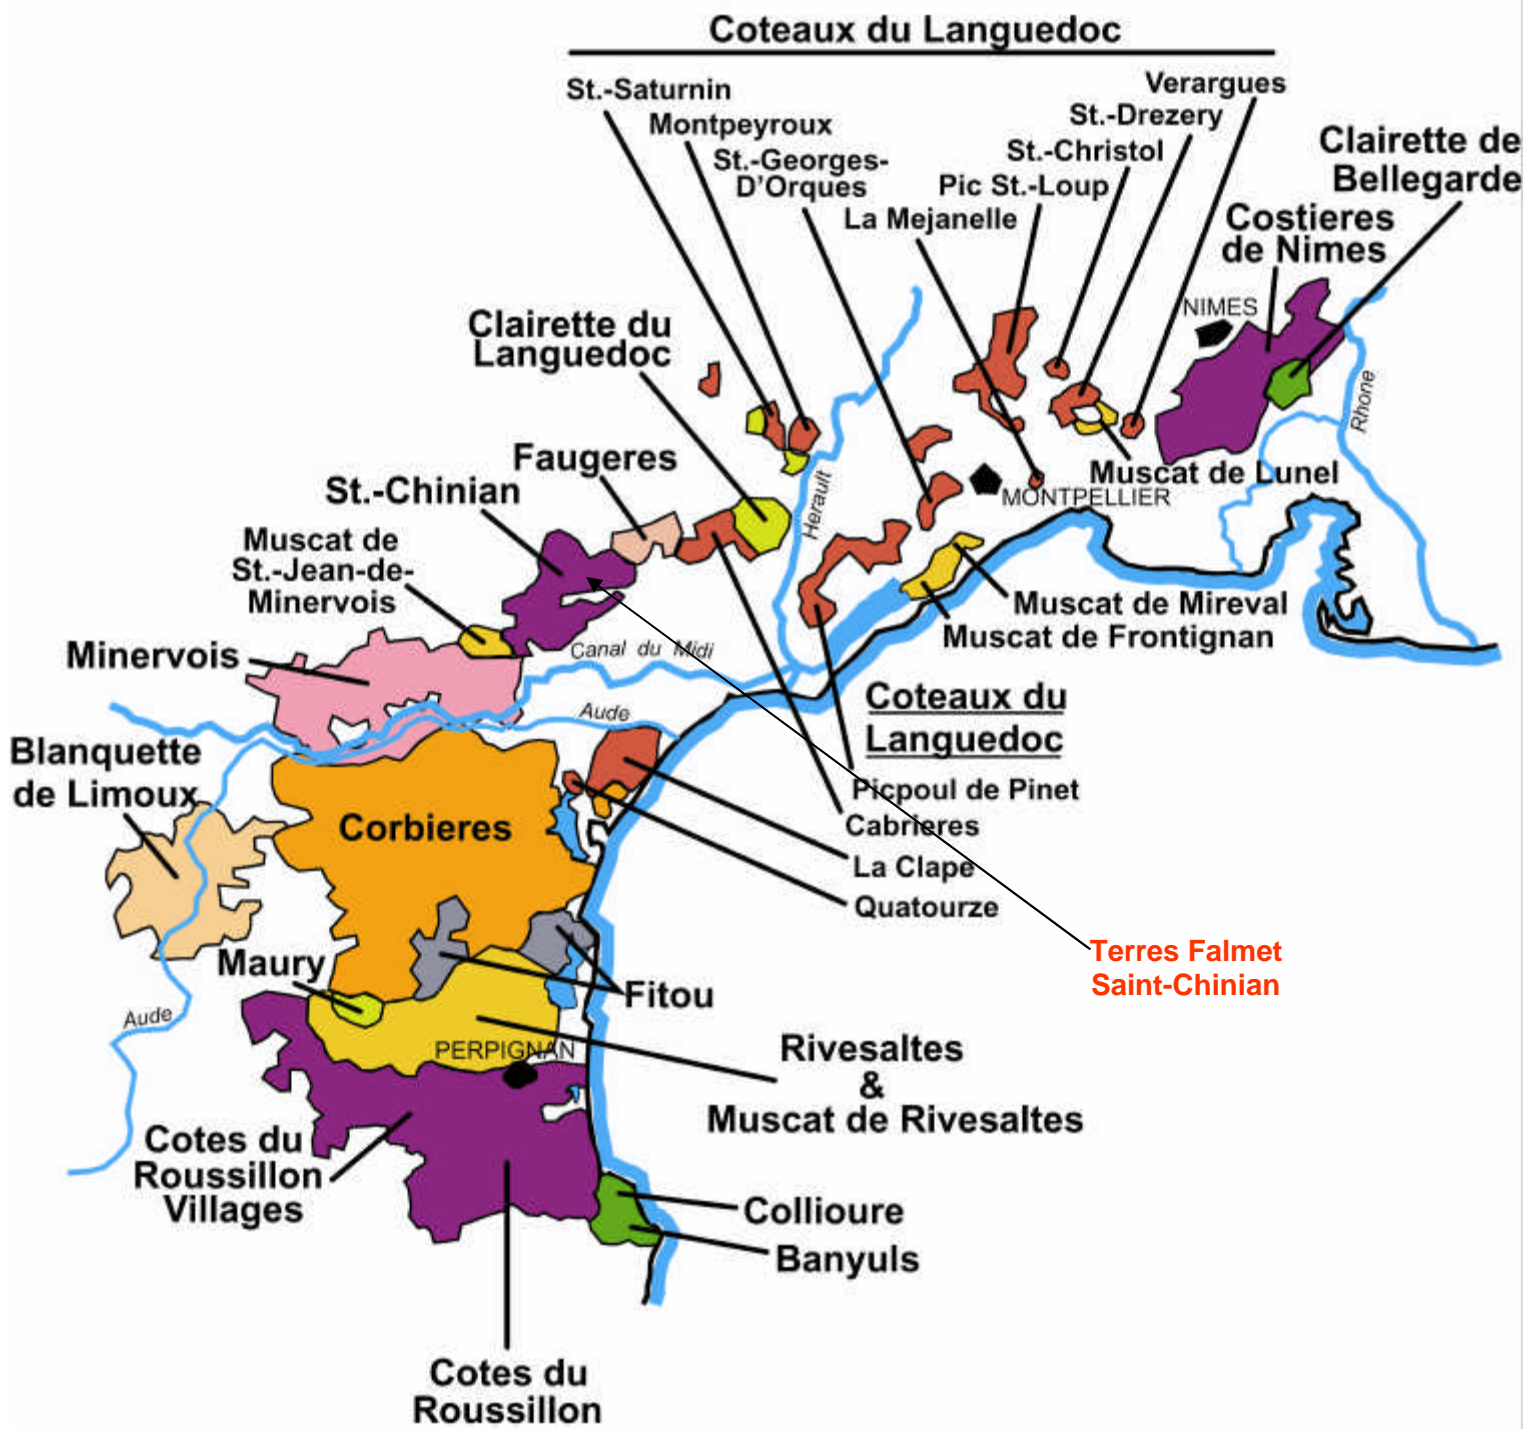 Coteaux du Languedoc
St.-Saturnin
Verargues
Montpeyroux
St.-Drezery
St.-Georges-
D'Orques
St.-Christol
Clairette de
Bellegarde
Pic St.-Loup
La Mejanelle
Costieres
de Nimes
NIMES
Clairette du
Languedoc
Rhone
Faugeres
St.-Chinian
Herault
Muscat de Lunel
MONTPELLIER
Muscat de
St.-Jean-de-
Minervois
Muscat de Mireval
Muscat de Frontignan
Minervois
Canal du Midi
Coteaux du
Languedoc
Aude
Blanquette
de Limoux
Picpoul de Pinet
Corbieres
Cabrieres
La Clape
Quatourze
Terres Falmet
Saint-Chinian
Maury
Fitou
Aude
PERPIGNAN
Rivesaltes
&
Muscat de Rivesaltes
Cotes du
Roussillon
Villages
Collioure
Banyuls
Cotes du
Roussillon